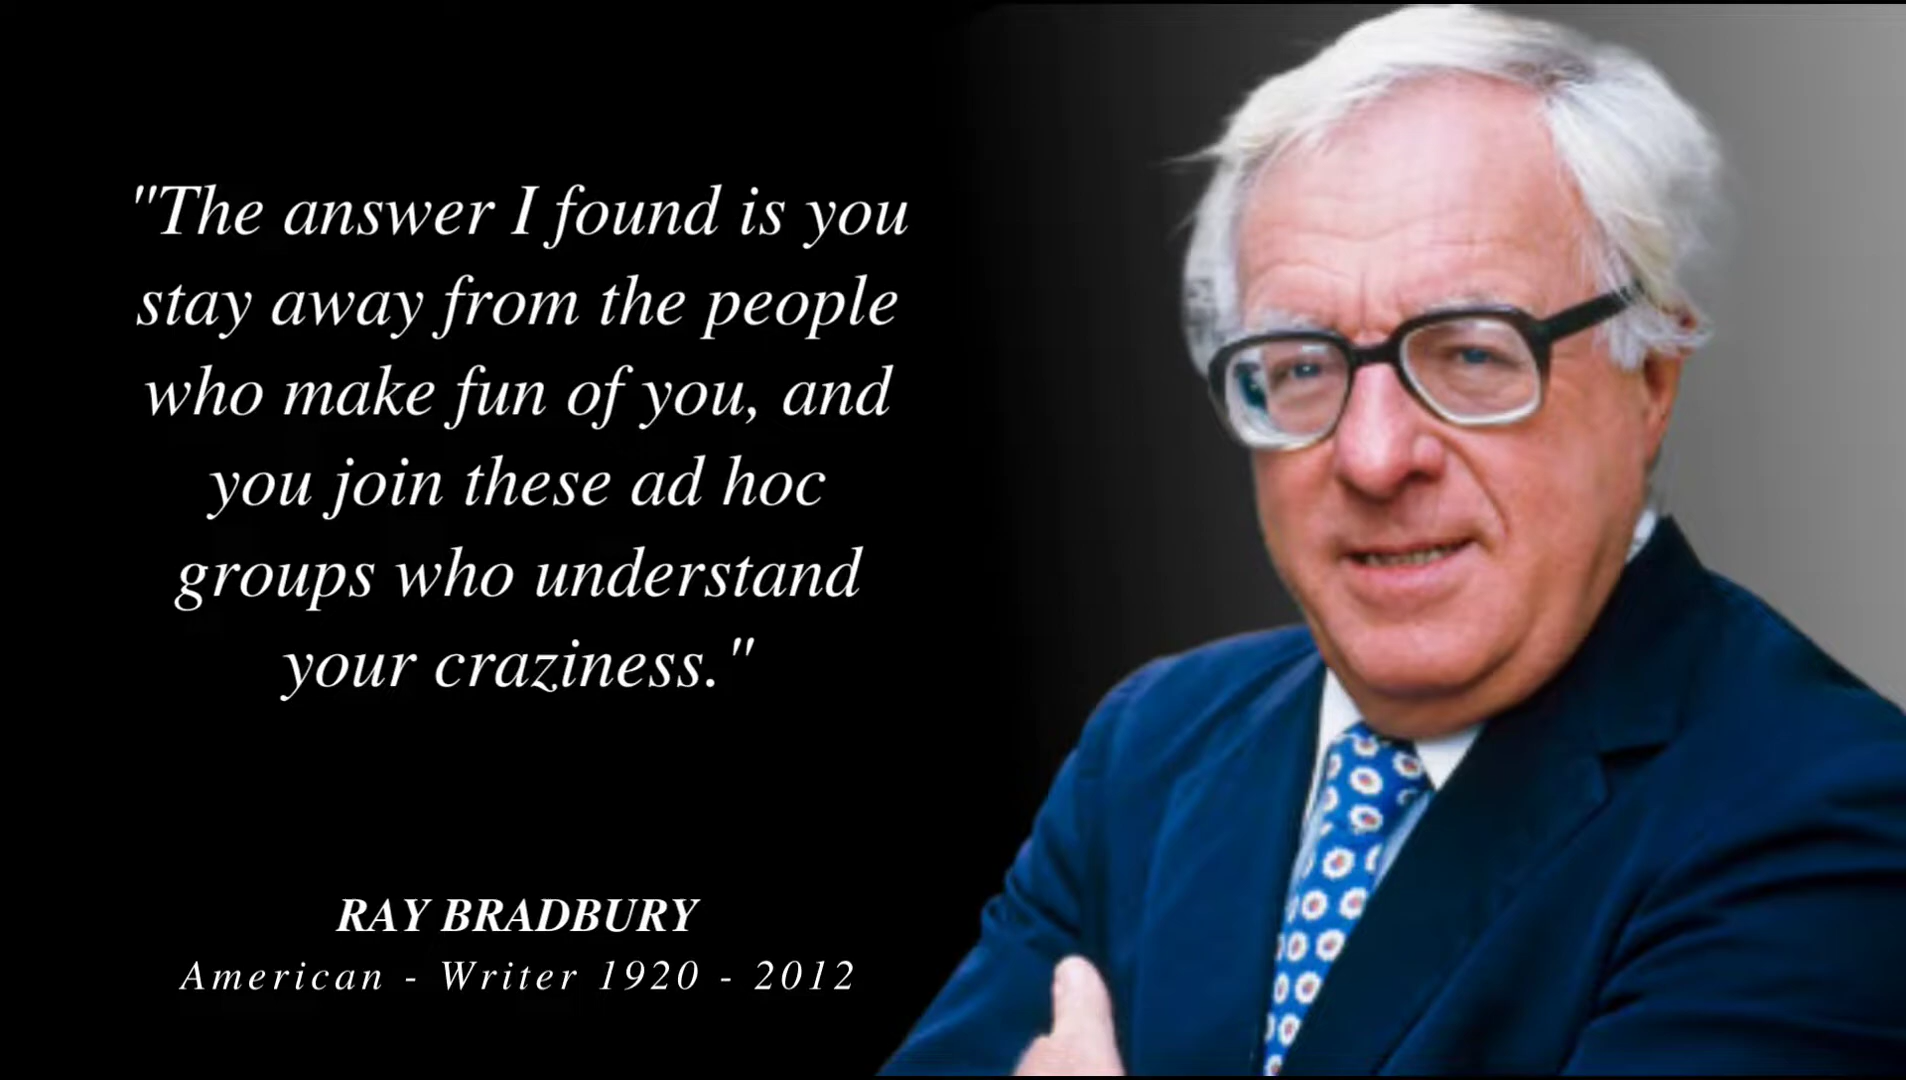 "The answer I found is you
stay away from the people
who make fun of you, and
you join these ad hoc
groups who understand
your craziness."
RAY BRADBURY
American - Writer 1920 - 2012